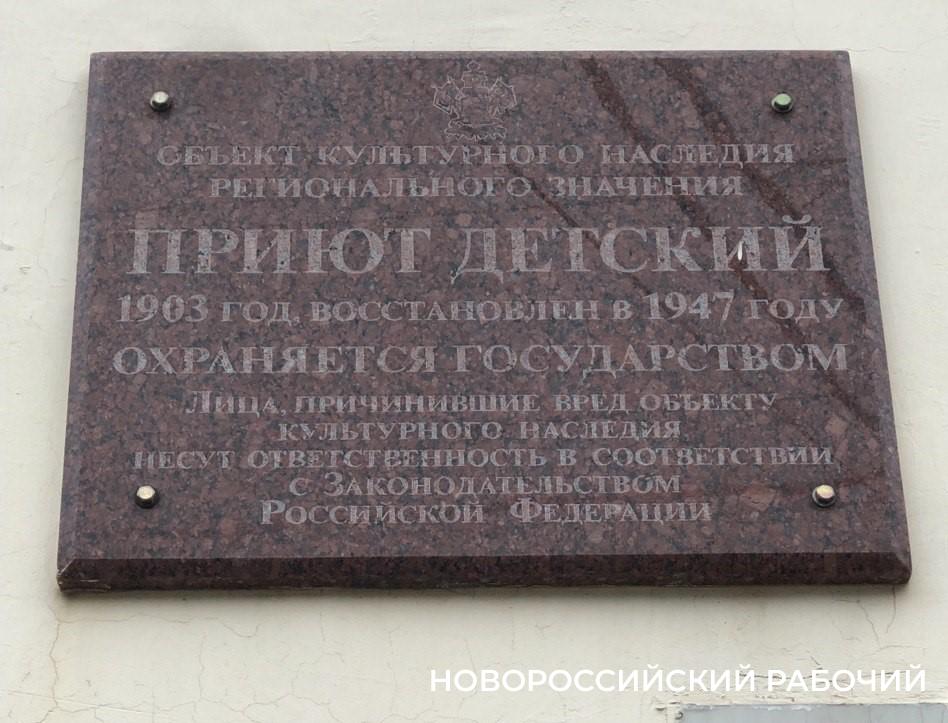 ОБЪЕКТ КУЛЬТУРНОГО НАСЛЕДИЯ
РЕГИОНАЛЬНОГО ЗНАЧЕНИЯ
ПРИЮТ ДЕТСКИЙ
1903 ГОД, ВОССТАНОВЛЕН В 1947 ГОДУ
ОХРАНЯЕТСЯ ГОСУДАРСТВОМ
ЛИЦА, ПРИЧИНИВШИЕ ВРЕД ОБЪЕКТУ
КУЛЬТУРНОГО НАСЛЕДИЯ
НЕСУТ ОТВЕТСТВЕННОСТЬ В СООТВЕТСТВИИ
С ЗАКОНОДАТЕЛЬСТВОМ
РОССИЙСКОЙ ФЕДЕРАЦИИ
НОВОРОССИЙСКИЙ РАБОЧИЙ